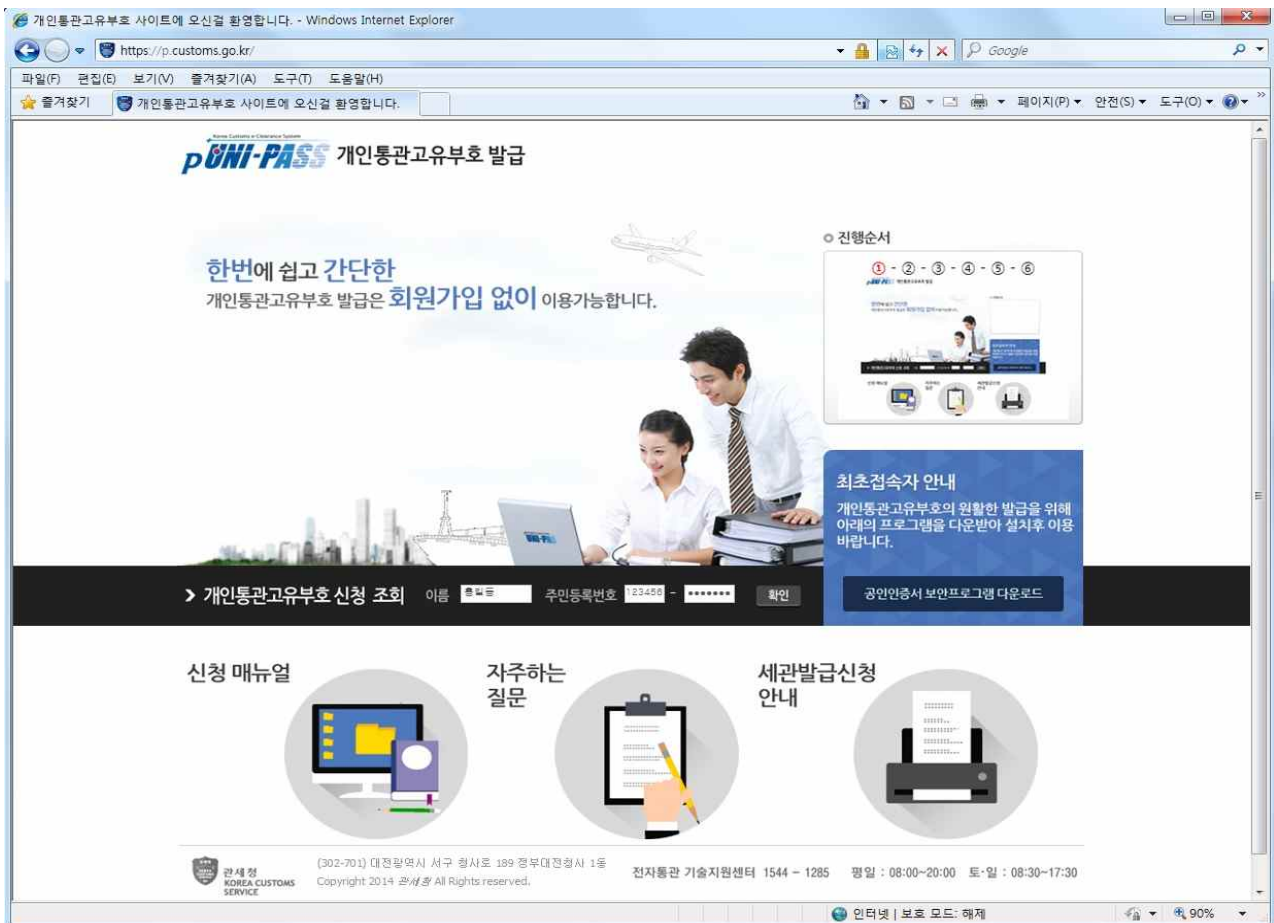 개인통관고유부호 사이트에 오신걸 환영합니다. - Windows Internet Explorer
https://p.customs.go.kr/
Google
파일(F) 편집(E) 보기(V) 즐겨찾기(A) 도구(T) 도움말(H)
즐겨찾기 개인통관고유부호 사이트에 오신걸 환영합니다.
페이지(P) 안전(S) 도구(O)
Korea Customs e-Clearance System
pUNI-PASS 개인통관고유부호 발급
한번에 쉽고 간단한
개인통관고유부호 발급은 회원가입 없이 이용가능합니다.
진행순서
① - ② - ③ - ④ - ⑤ - ⑥
최초접속자 안내
개인통관고유부호의 원활한 발급을 위해
아래의 프로그램을 다운받아 설치후 이용
바랍니다.
공인인증서 보안프로그램 다운로드
UNI-PASS
개인통관고유부호 신청 조회 이름 홍길동 주민등록번호 123456 - ••••••• 확인
신청 매뉴얼
자주하는
질문
세관발급신청
안내
관세청
KOREA CUSTOMS
SERVICE
(302-701) 대전광역시 서구 청사로 189 정부대전청사 1동
Copyright 2014 관세청 All Rights reserved.
전자통관 기술지원센터 1544 - 1285 평일 : 08:00~20:00 토·일 : 08:30~17:30
인터넷 | 보호 모드: 해제
90%